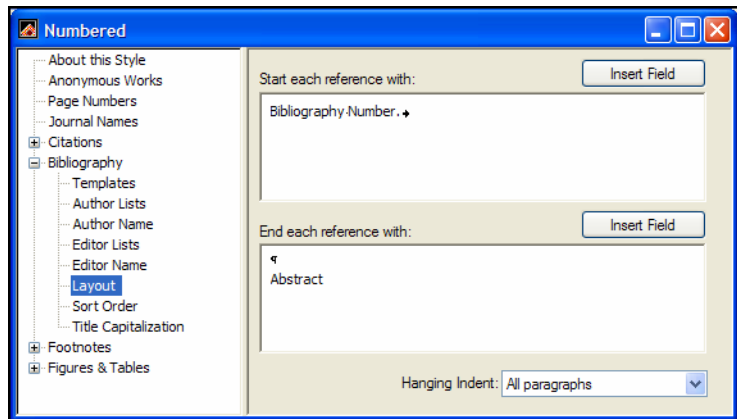 Numbered
About this Style
Anonymous Works
Page Numbers
Journal Names
Citations
Bibliography
Templates
Author Lists
Author Name
Editor Lists
Editor Name
Layout
Sort Order
Title Capitalization
Footnotes
Figures & Tables
Start each reference with:
Insert Field
Bibliography·Number.→
End each reference with:
Insert Field
¶
Abstract
Hanging Indent: All paragraphs